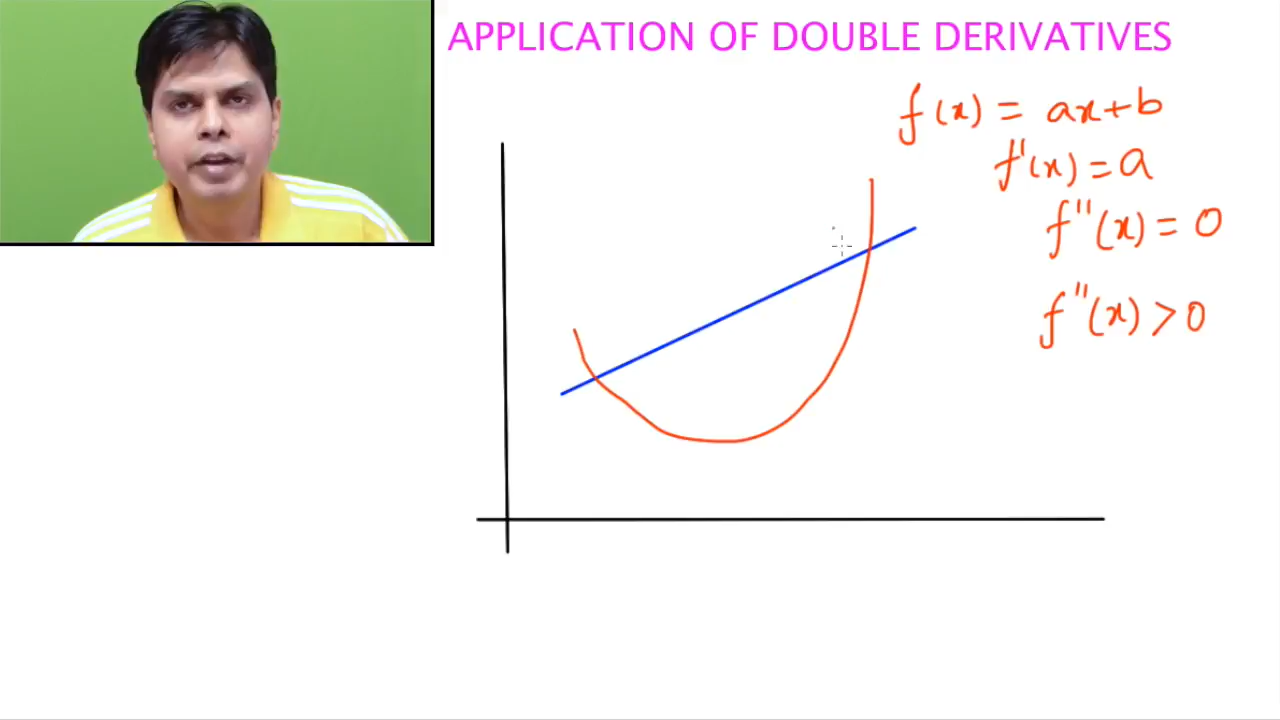 APPLICATION OF DOUBLE DERIVATIVES
f(x) = ax+b
f'(x) = a
f''(x) = 0
f''(x) > 0